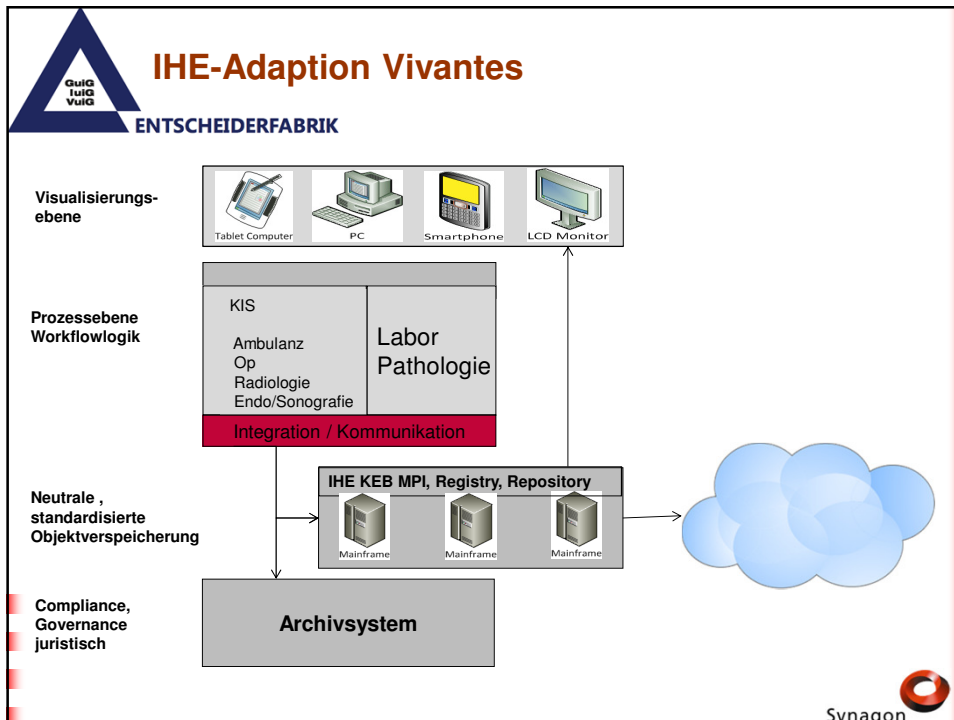 GuIG
IuIG
VuIG
IHE-Adaption Vivantes
ENTSCHEIDERFABRIK
Visualisierungs-
ebene
Tablet Computer
PC
Smartphone
LCD Monitor
Prozessebene
Workflowlogik
KIS
Ambulanz
Op
Radiologie
Endo/Sonografie
Labor
Pathologie
Integration / Kommunikation
Neutrale ,
standardisierte
Objektverspeicherung
IHE KEB MPI, Registry, Repository
Mainframe
Mainframe
Mainframe
Compliance,
Governance
juristisch
Archivsystem
Synagon